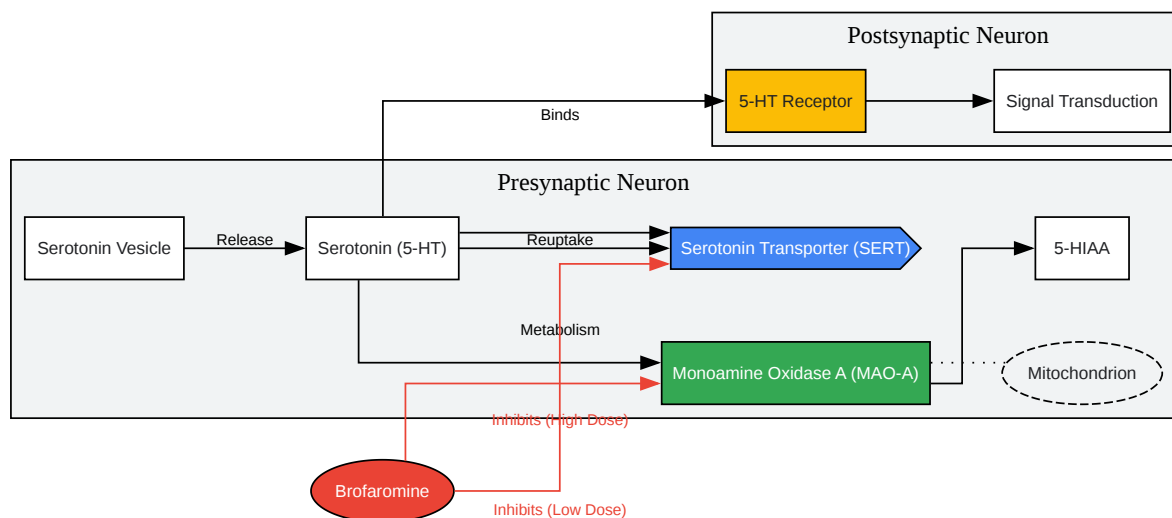 Postsynaptic Neuron
5-HT Receptor
Signal Transduction
Binds
Presynaptic Neuron
Serotonin Vesicle
Release
Serotonin (5-HT)
Reuptake
Serotonin Transporter (SERT)
5-HIAA
Metabolism
Monoamine Oxidase A (MAO-A)
Mitochondrion
Inhibits (High Dose)
Brofaromine
Inhibits (Low Dose)